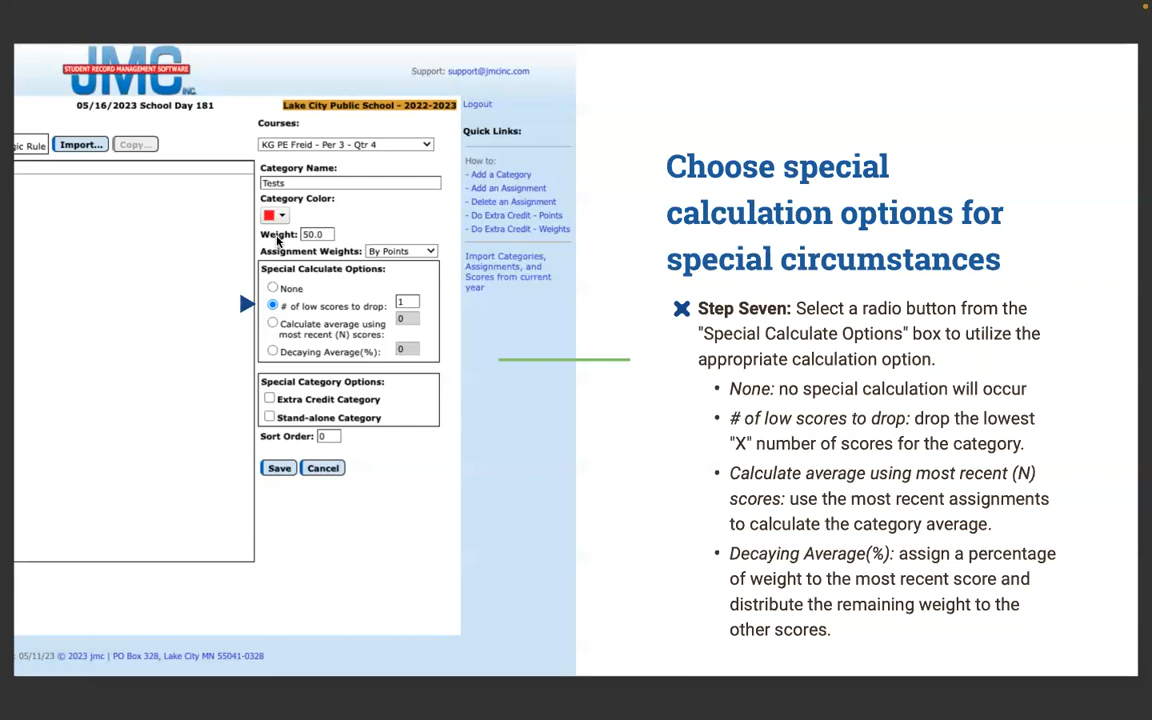 JMC
STUDENT RECORD MANAGEMENT SOFTWARE
INC.
Support: support@jmcinc.com
05/16/2023 School Day 181
Lake City Public School - 2022-2023
Logout
Courses:
Quick Links:
gic Rule
Import...
Copy...
KG PE Freid - Per 3 - Qtr 4
How to:
- Add a Category
- Add an Assignment
- Delete an Assignment
- Do Extra Credit - Points
- Do Extra Credit - Weights
Import Categories,
Assignments, and
Scores from current
year
Category Name:
Tests
Category Color:
Weight: 50.0
Assignment Weights: By Points
Special Calculate Options:
None
# of low scores to drop: 1
Calculate average using 0
most recent (N) scores:
Decaying Average(%): 0
Special Category Options:
Extra Credit Category
Stand-alone Category
Sort Order: 0
Save Cancel
: 05/11/23 © 2023 jmc | PO Box 328, Lake City MN 55041-0328
Choose special
calculation options for
special circumstances
Step Seven: Select a radio button from the
"Special Calculate Options" box to utilize the
appropriate calculation option.
• None: no special calculation will occur
• # of low scores to drop: drop the lowest
"X" number of scores for the category.
• Calculate average using most recent (N)
scores: use the most recent assignments
to calculate the category average.
• Decaying Average(%): assign a percentage
of weight to the most recent score and
distribute the remaining weight to the
other scores.